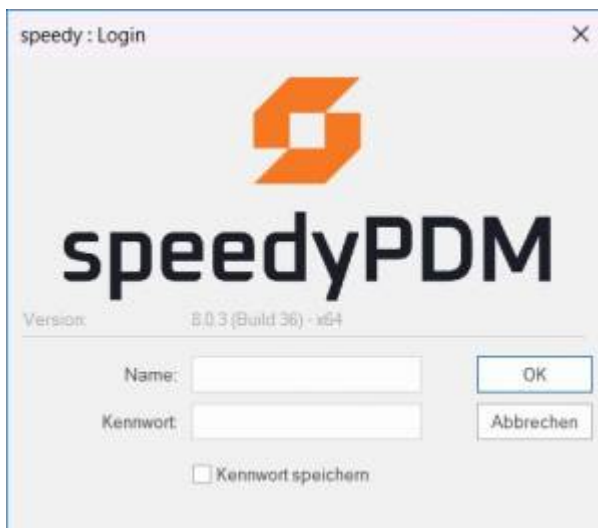 speedy : Login
speedyPDM
Version: 8.0.3 (Build 36) - x64
Name: OK
Kennwort: Abbrechen
Kennwort speichern